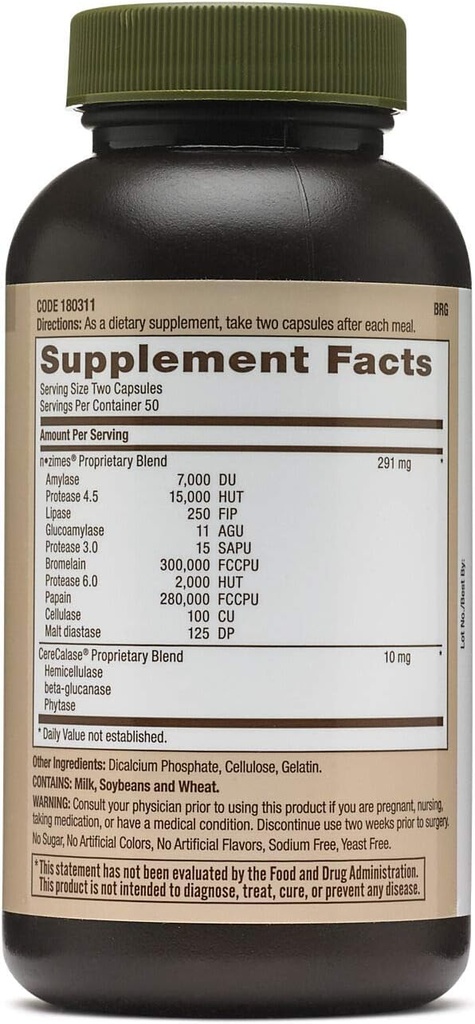 CODE 180311 BRG
Directions: As a dietary supplement, take two capsules after each meal.
Supplement Facts
Serving Size Two Capsules
Servings Per Container 50
Amount Per Serving
n•zimes® Proprietary Blend 291 mg *
Amylase 7,000 DU
Protease 4.5 15,000 HUT
Lipase 250 FIP
Glucoamylase 11 AGU
Protease 3.0 15 SAPU
Bromelain 300,000 FCCPU
Protease 6.0 2,000 HUT
Papain 280,000 FCCPU
Cellulase 100 CU
Malt diastase 125 DP
CereCalase® Proprietary Blend 10 mg *
Hemicellulase
beta-glucanase
Phytase
* Daily Value not established.
Other Ingredients: Dicalcium Phosphate, Cellulose, Gelatin.
CONTAINS: Milk, Soybeans and Wheat.
WARNING: Consult your physician prior to using this product if you are pregnant, nursing,
taking medication, or have a medical condition. Discontinue use two weeks prior to surgery.
No Sugar, No Artificial Colors, No Artificial Flavors, Sodium Free, Yeast Free.
*This statement has not been evaluated by the Food and Drug Administration.
This product is not intended to diagnose, treat, cure, or prevent any disease.
Lot No./Best By: